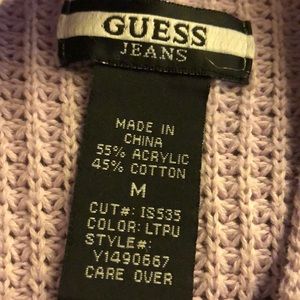 GUESS
JEANS
MADE IN
CHINA
55% ACRYLIC
45% COTTON
M
CUT#: IS535
COLOR: LTPU
STYLE#:
Y1490667
CARE OVER